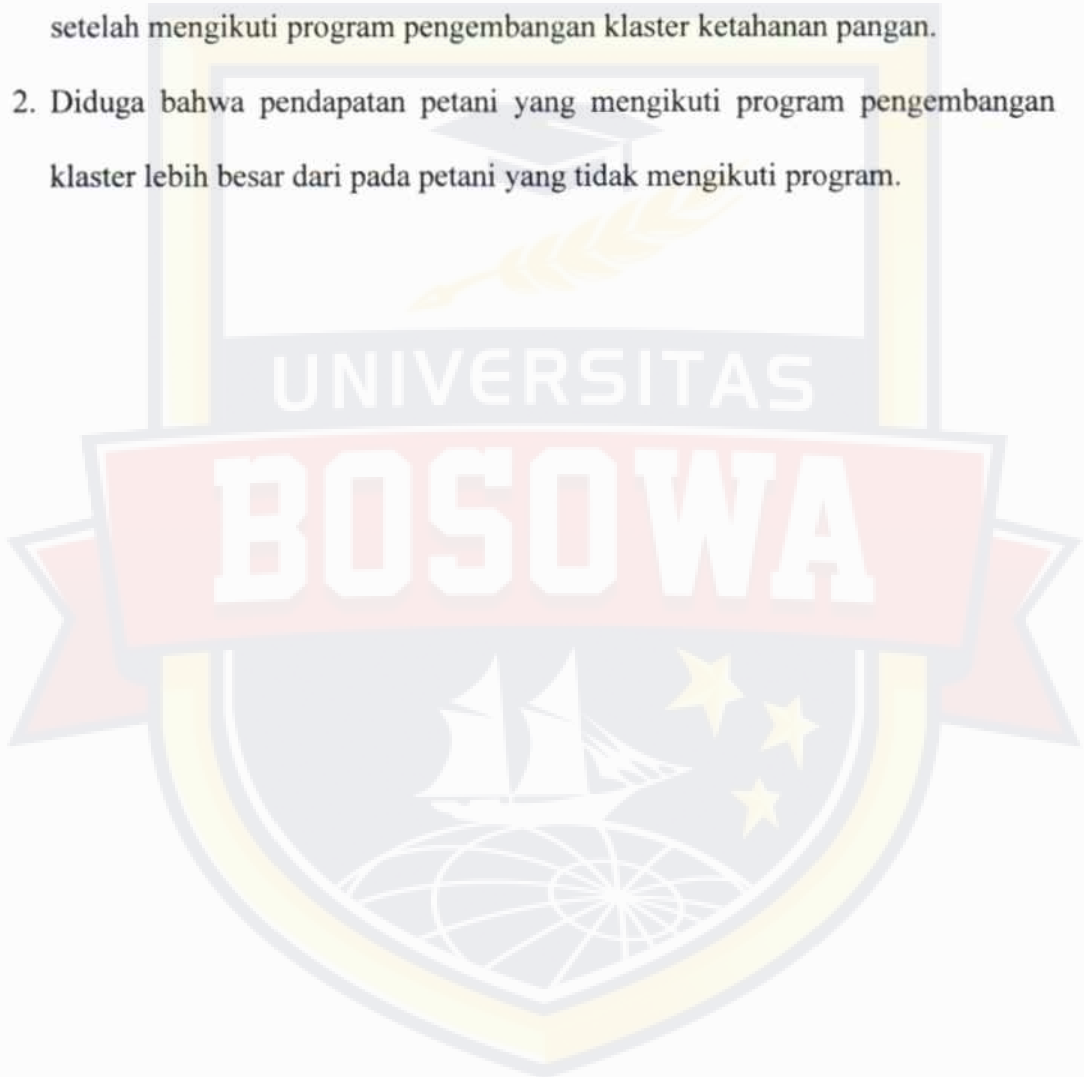 setelah mengikuti program pengembangan klaster ketahanan pangan.
2. Diduga bahwa pendapatan petani yang mengikuti program pengembangan
klaster lebih besar dari pada petani yang tidak mengikuti program.
UNIVERSITAS
BOSOWA